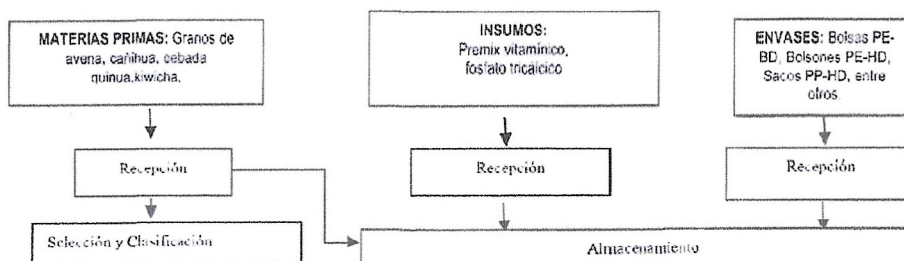 MATERIAS PRIMAS: Granos de
avena, cañihua, cebada
quinua,kiwicha,
INSUMOS:
Premix vitamínico,
fosfato tricálcico
ENVASES: Bolsas PE-
BD, Bolsones PE-HD,
Sacos PP-HD, entre
otros.
Recepción
Recepción
Recepción
Selección y Clasificación
Almacenamiento